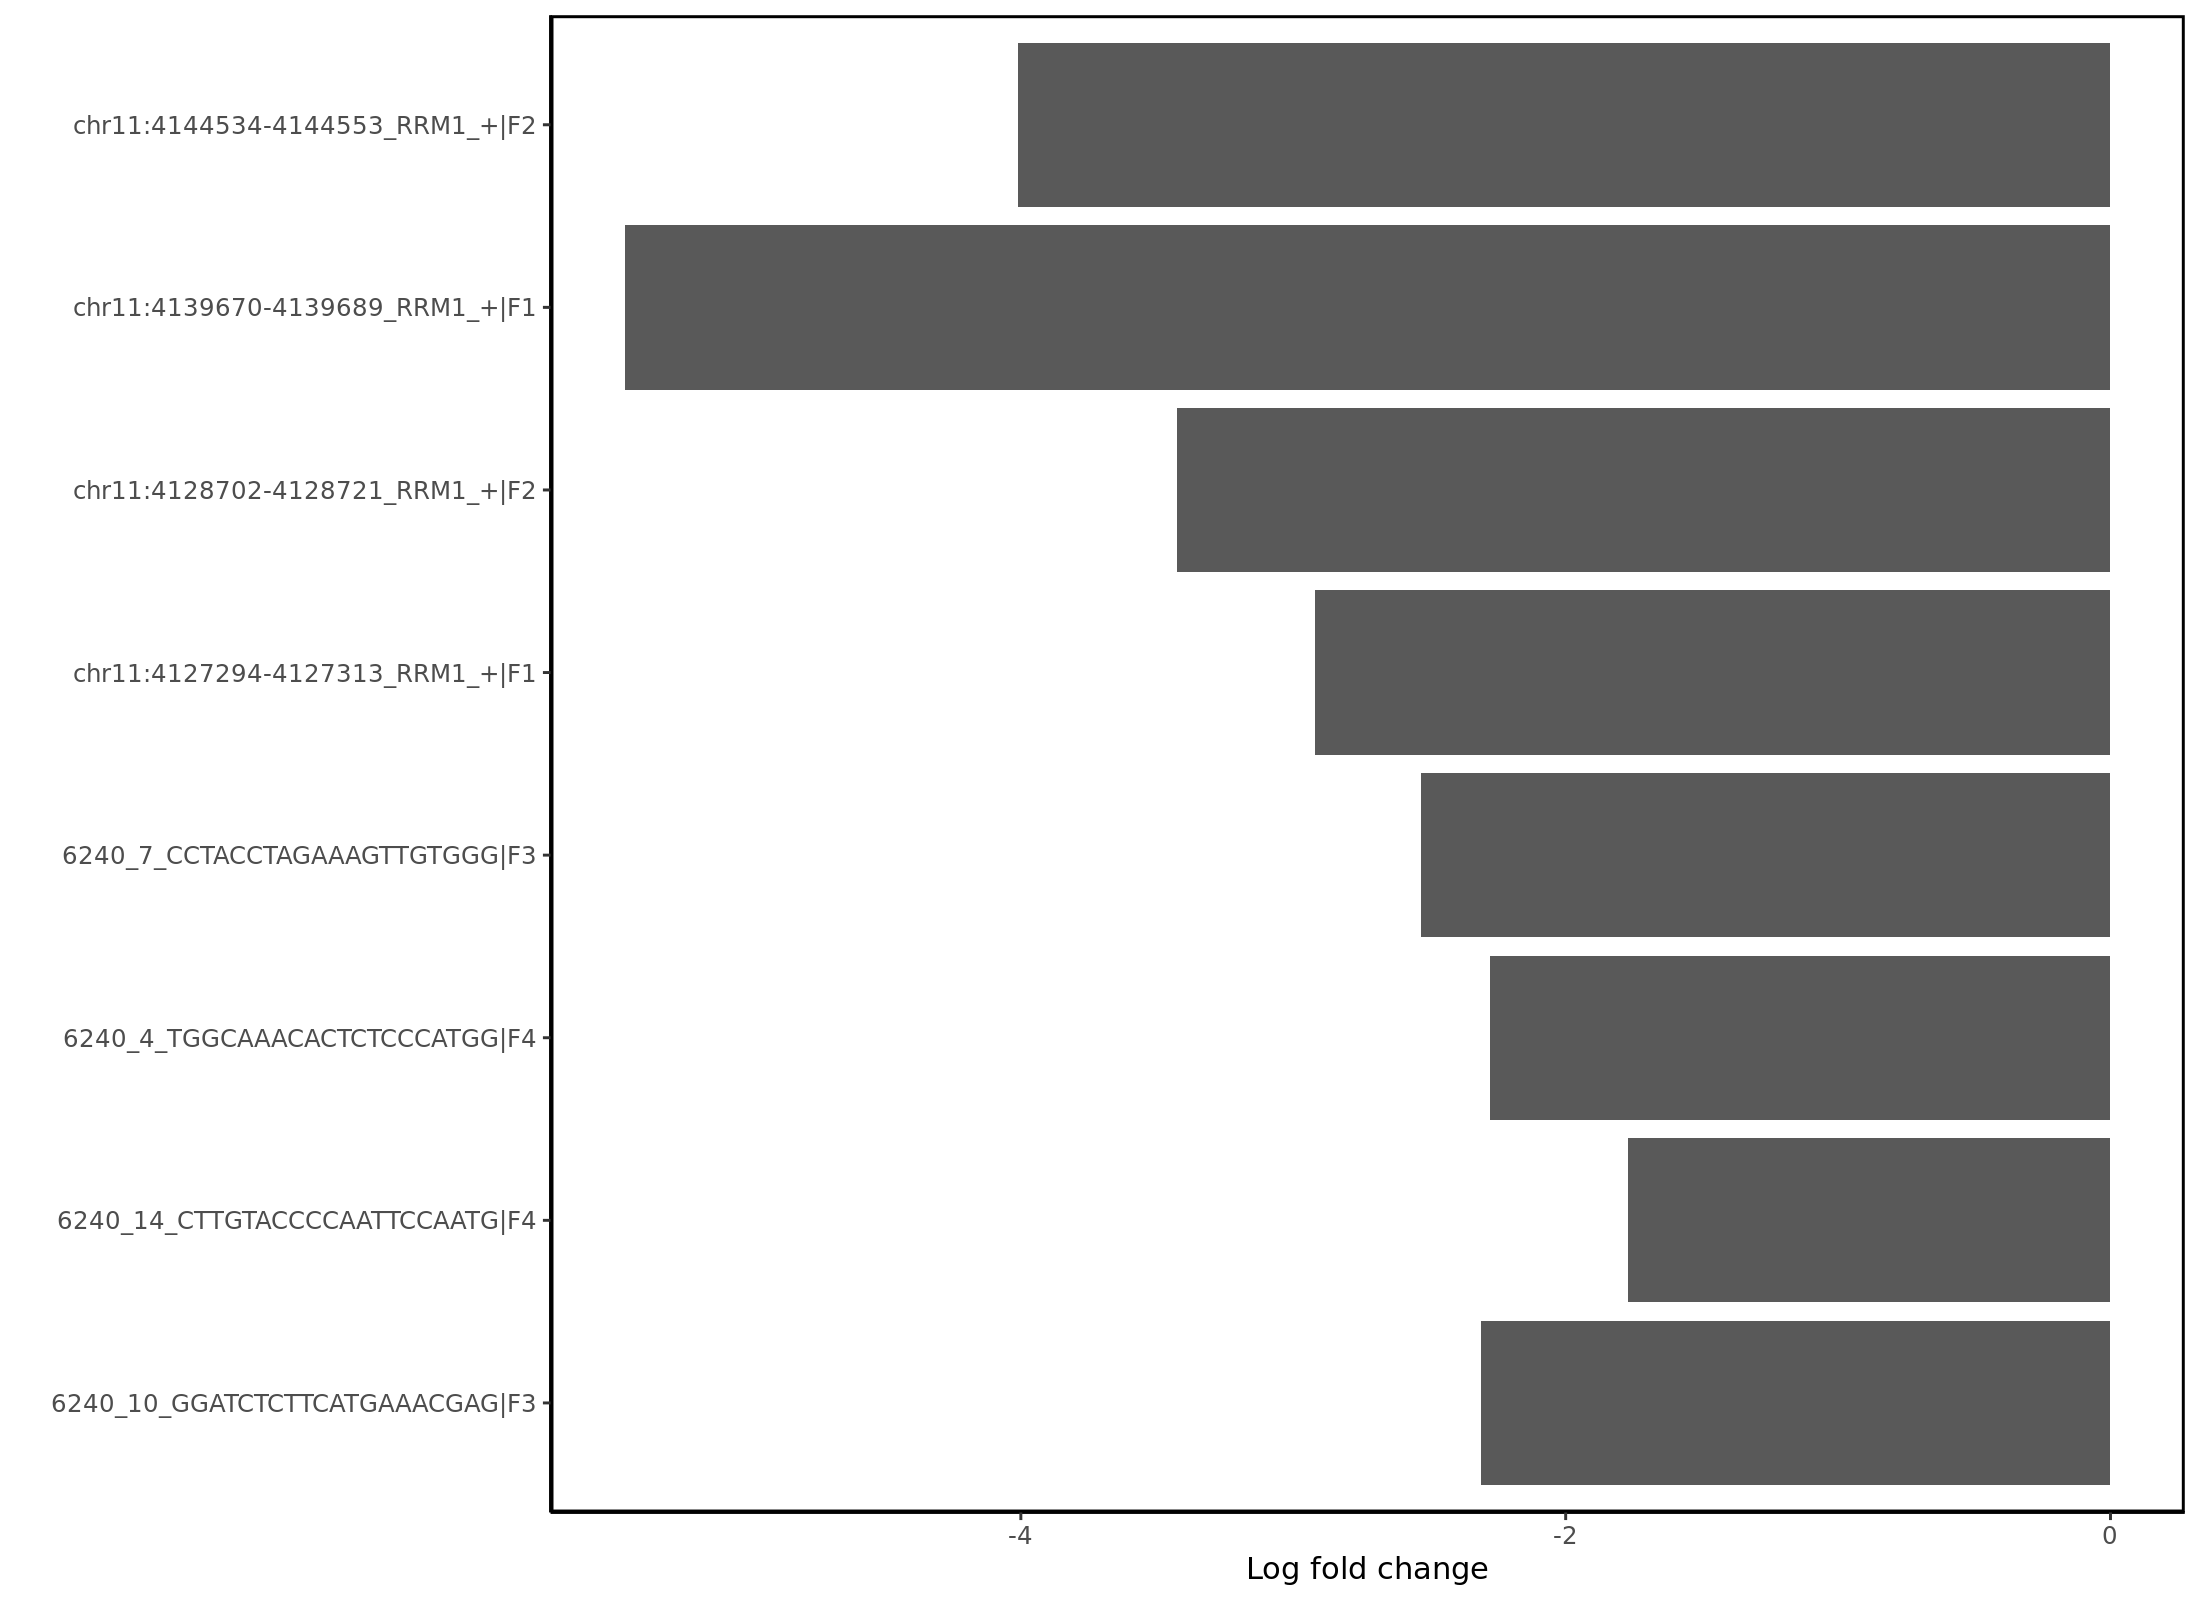 chr11:4144534-4144553_RRM1_+|F2
chr11:4139670-4139689_RRM1_+|F1
chr11:4128702-4128721_RRM1_+|F2
chr11:4127294-4127313_RRM1_+|F1
6240_7_CCTACCTAGAAAGTTGTGGG|F3
6240_4_TGGCAAACACTCTCCCATGG|F4
6240_14_CTTGTACCCCAATTCCAATG|F4
6240_10_GGATCTCTTCATGAAACGAG|F3
-4 -2 0
Log fold change